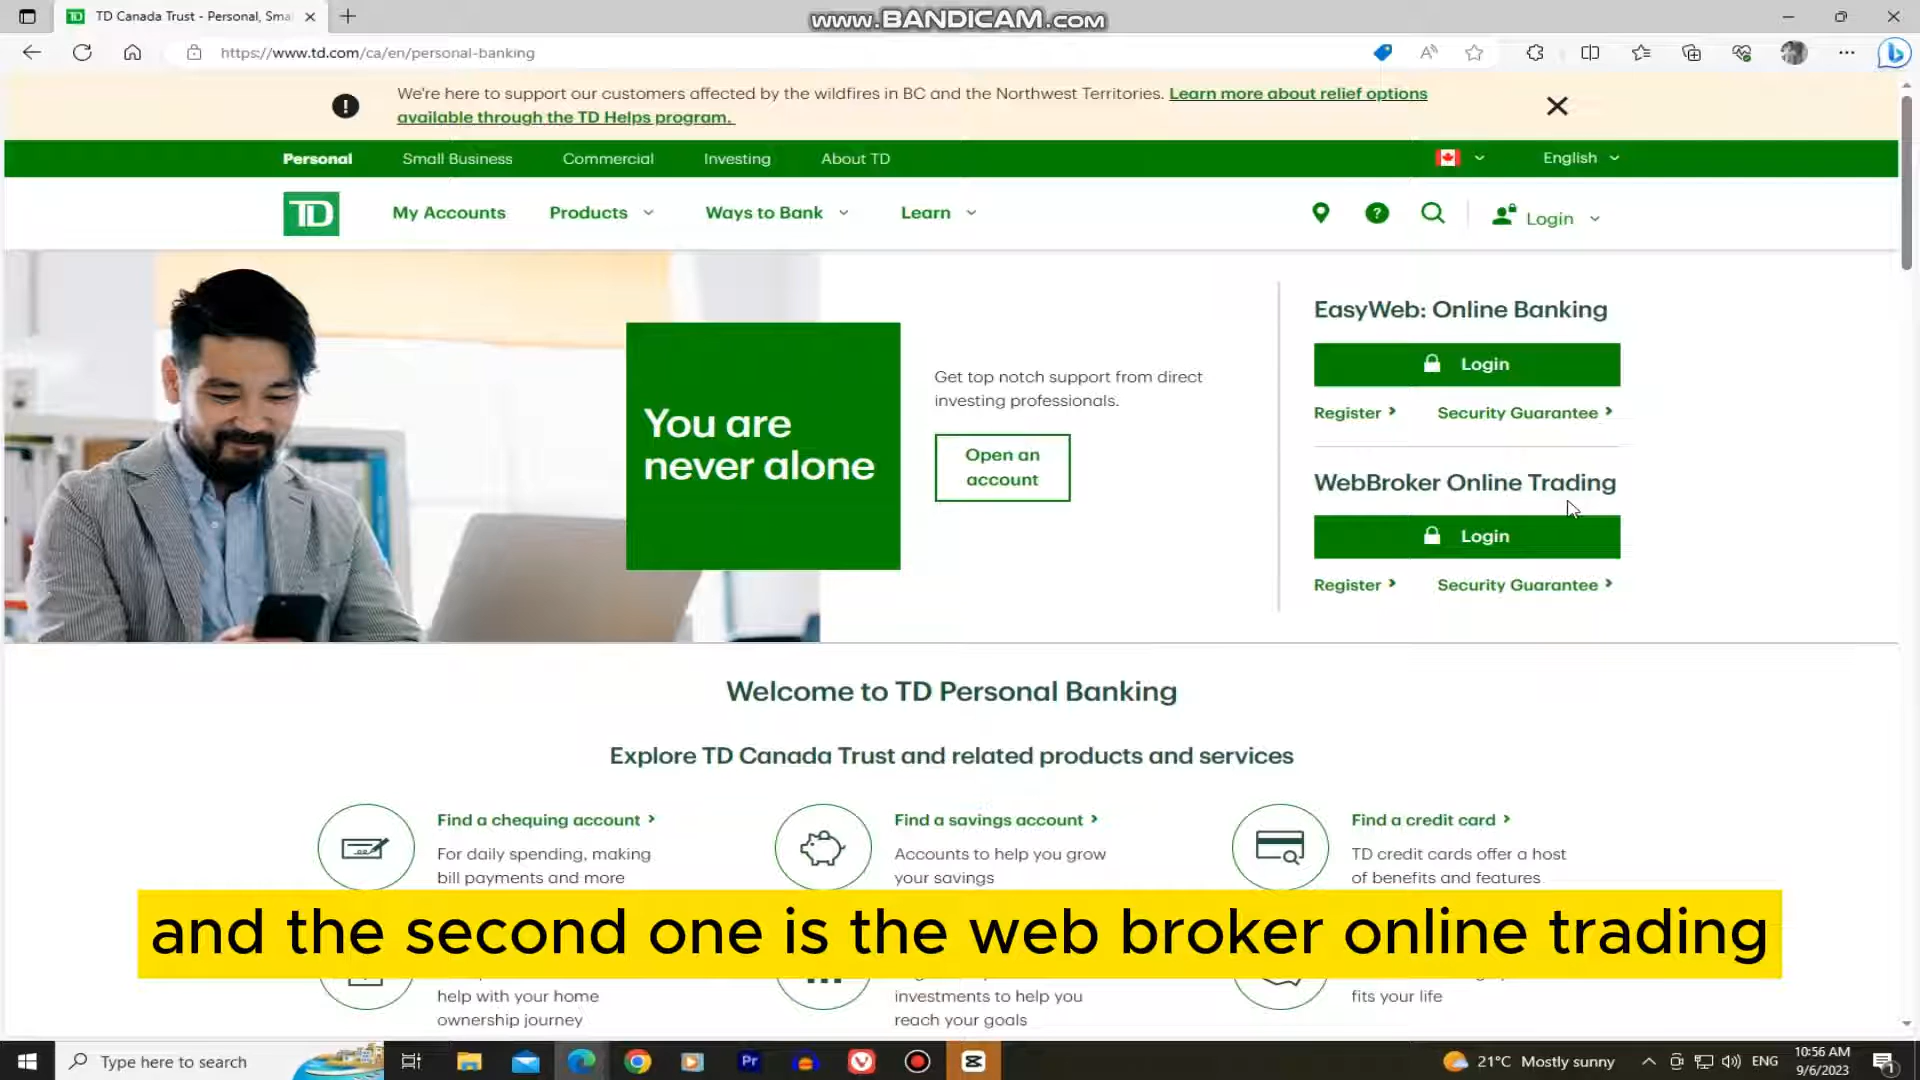 TD Canada Trust - Personal, Sma
www.BANDICAM.com
https://www.td.com/ca/en/personal-banking
We're here to support our customers affected by the wildfires in BC and the Northwest Territories. Learn more about relief options
available through the TD Helps program.
Personal
Small Business
Commercial
Investing
About TD
English
TD
My Accounts
Products
Ways to Bank
Learn
Login
You are
never alone
Get top notch support from direct
investing professionals.
Open an
account
EasyWeb: Online Banking
Login
Register
Security Guarantee
WebBroker Online Trading
Login
Register
Security Guarantee
Welcome to TD Personal Banking
Explore TD Canada Trust and related products and services
Find a chequing account
For daily spending, making
bill payments and more
Find a savings account
Accounts to help you grow
your savings
Find a credit card
TD credit cards offer a host
of benefits and features
and the second one is the web broker online trading
help with your home
ownership journey
investments to help you
reach your goals
fits your life
Type here to search
Pr
21°C Mostly sunny
ENG
10:56 AM
9/6/2023
1